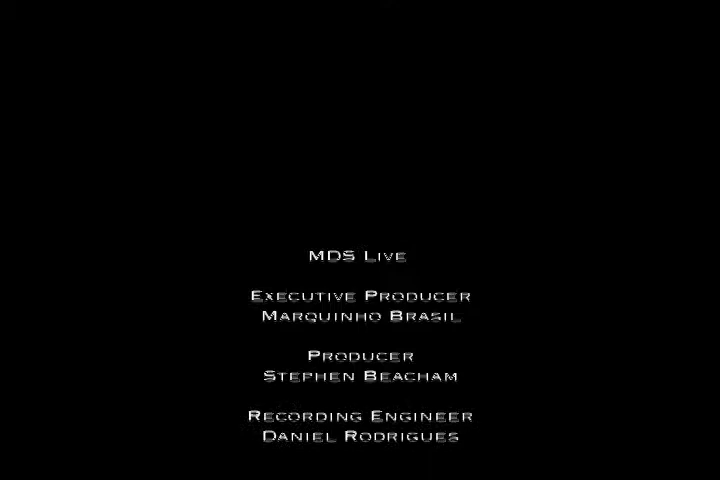 MDS Live
Executive Producer
Marquinho Brasil
Producer
Stephen Beacham
Recording Engineer
Daniel Rodrigues